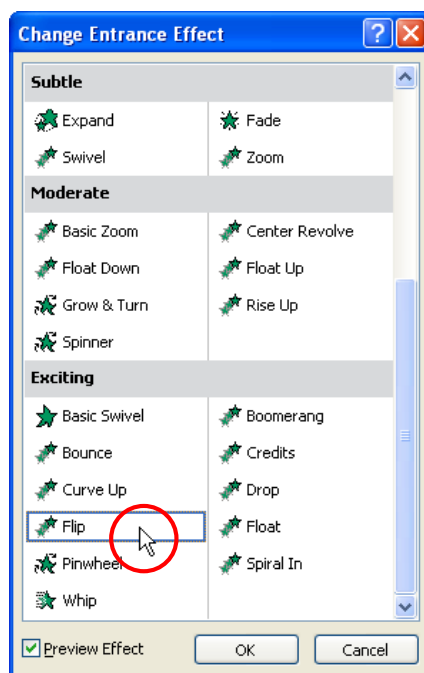 Change Entrance Effect
Subtle
Expand Fade
Swivel Zoom
Moderate
Basic Zoom Center Revolve
Float Down Float Up
Grow & Turn Rise Up
Spinner
Exciting
Basic Swivel Boomerang
Bounce Credits
Curve Up Drop
Flip Float
Pinwheel Spiral In
Whip
Preview Effect OK Cancel